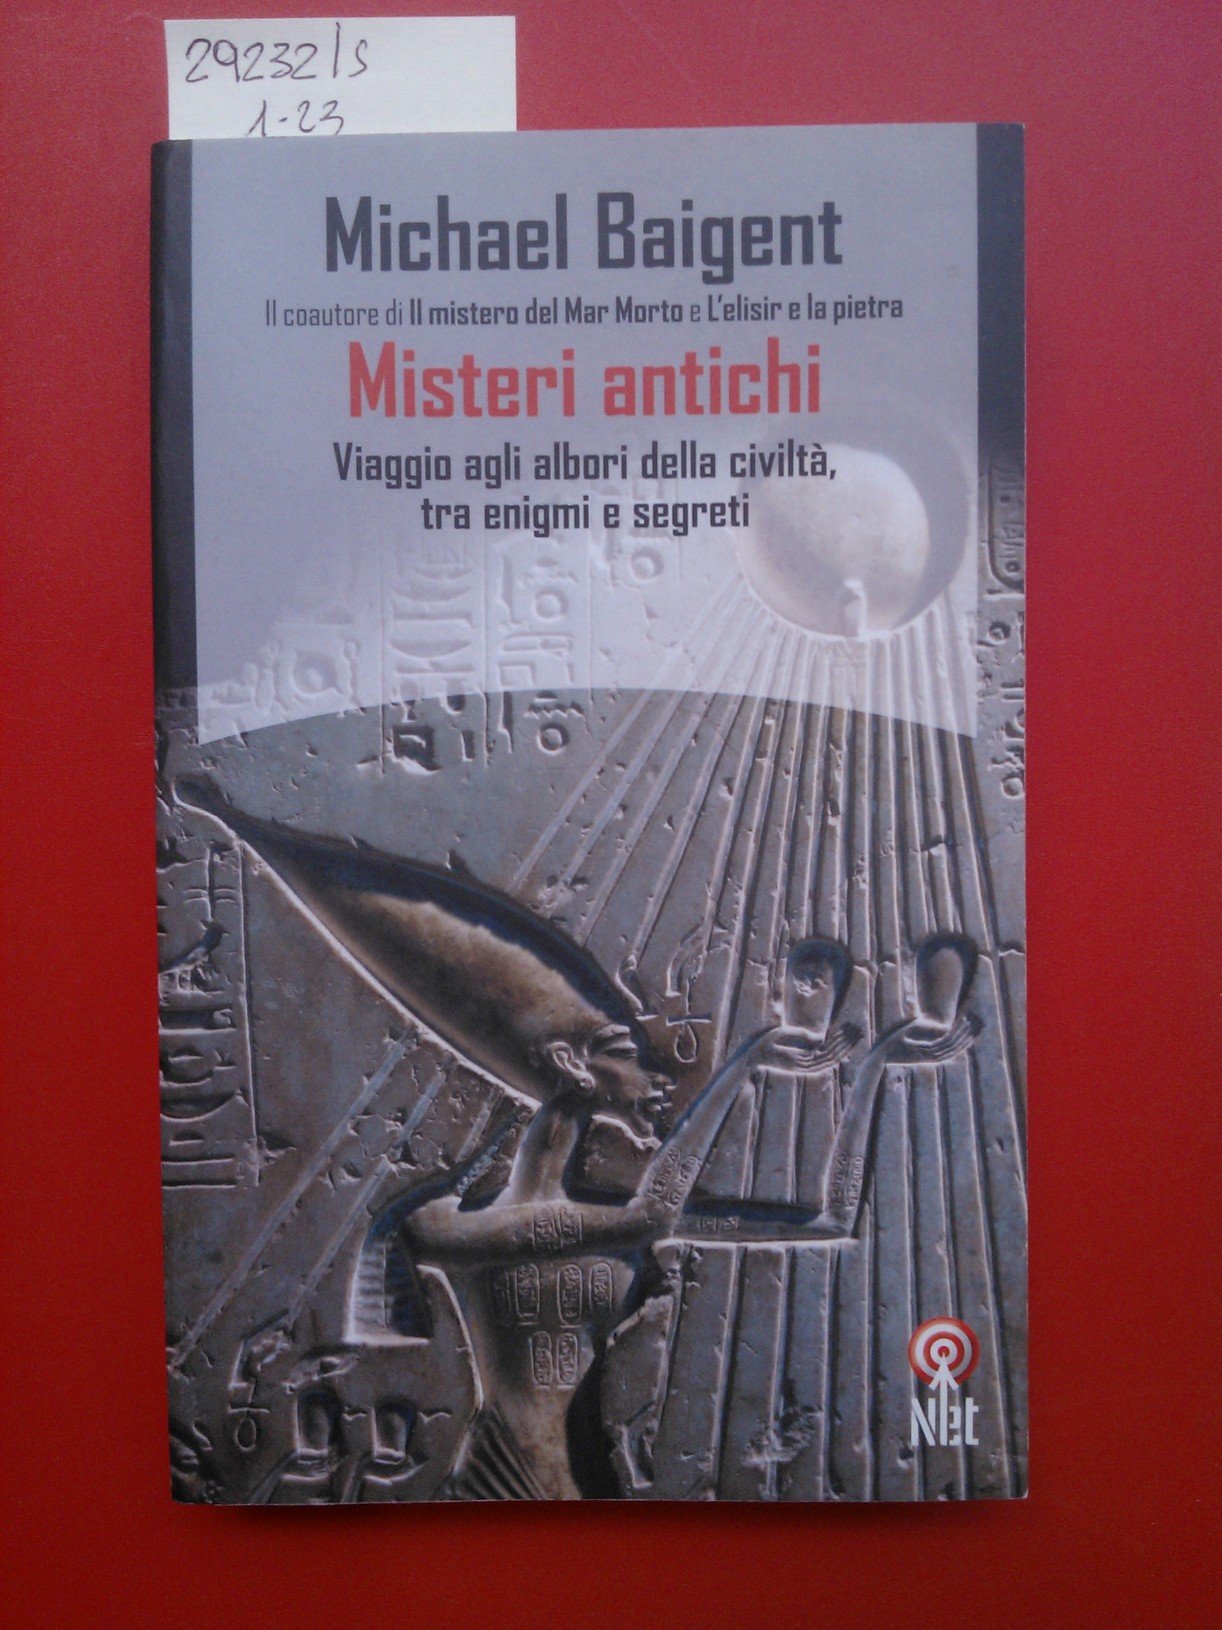 29232/s
1-23
Michael Baigent
Il coautore di Il mistero del Mar Morto e L'elisir e la pietra
Misteri antichi
Viaggio agli albori della civiltà,
tra enigmi e segreti
Net